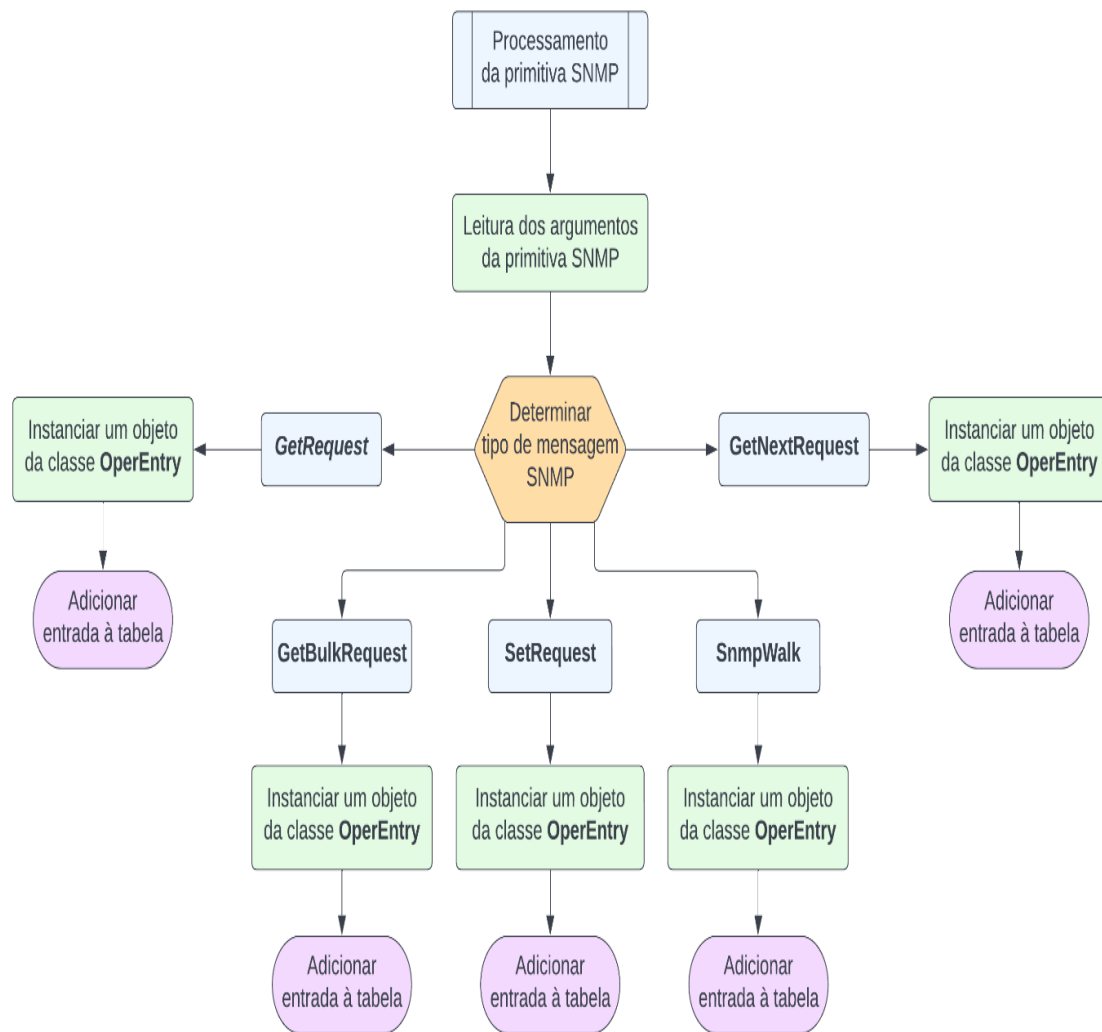 Processamento
da primitiva SNMP
Leitura dos argumentos
da primitiva SNMP
Determinar
tipo de mensagem
SNMP
GetRequest
Instanciar um objeto
da classe OperEntry
Adicionar
entrada à tabela
GetNextRequest
Instanciar um objeto
da classe OperEntry
Adicionar
entrada à tabela
GetBulkRequest
Instanciar um objeto
da classe OperEntry
Adicionar
entrada à tabela
SetRequest
Instanciar um objeto
da classe OperEntry
Adicionar
entrada à tabela
SnmpWalk
Instanciar um objeto
da classe OperEntry
Adicionar
entrada à tabela